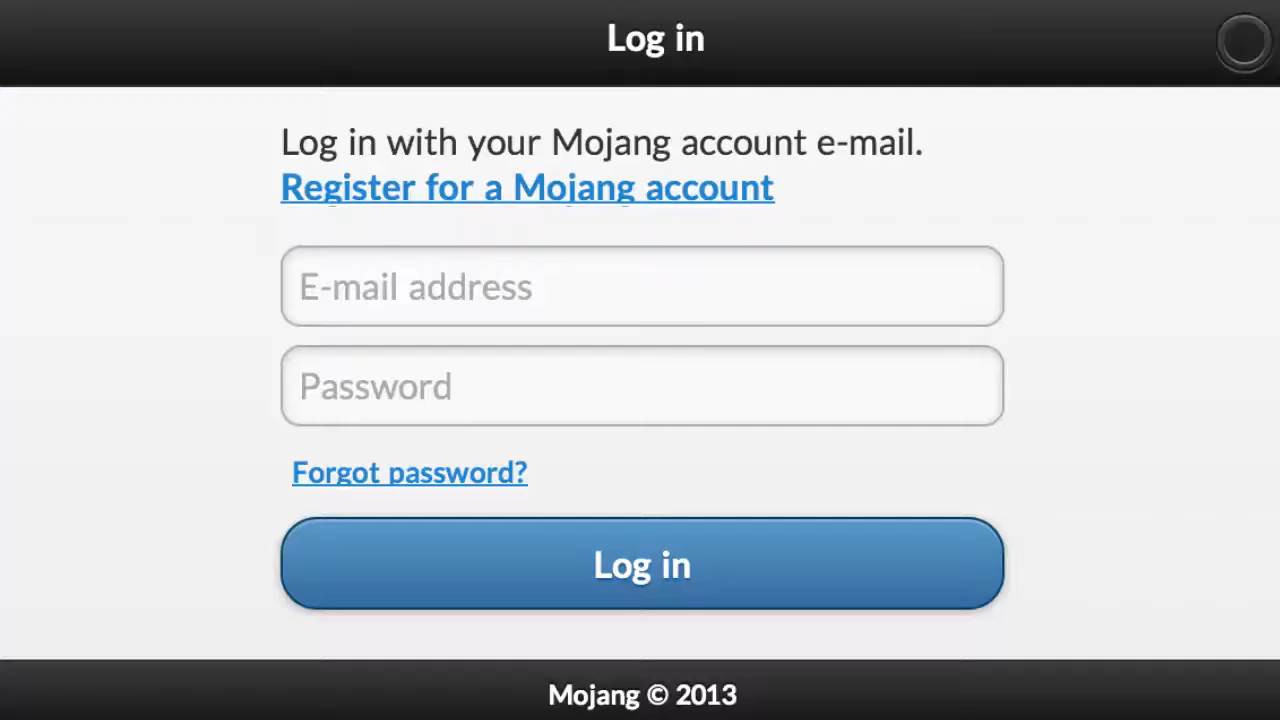 Log in
Log in with your Mojang account e-mail.
Register for a Mojang account
E-mail address
Password
Forgot password?
Log in
Mojang © 2013